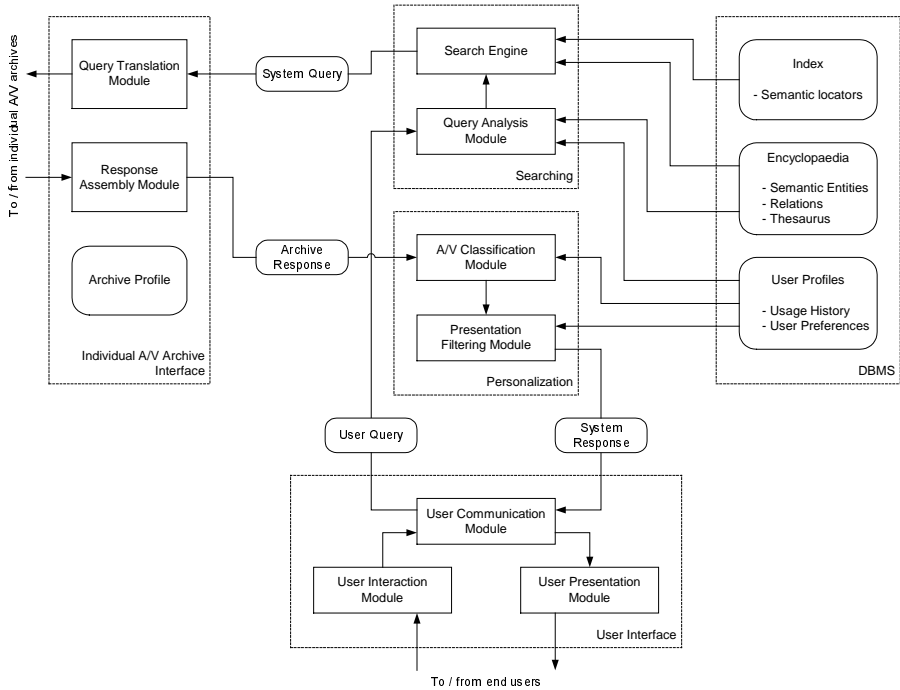 To / from individual A/V archives
Query Translation
Module
Response
Assembly Module
Archive Profile
Individual A/V Archive
Interface
System Query
Archive
Response
Search Engine
Query Analysis
Module
Searching
A/V Classification
Module
Presentation
Filtering Module
Personalization
Index
- Semantic locators
Encyclopaedia
- Semantic Entities
- Relations
- Thesaurus
User Profiles
- Usage History
- User Preferences
DBMS
User Query
System
Response
User Communication
Module
User Interaction
Module
User Presentation
Module
User Interface
To / from end users